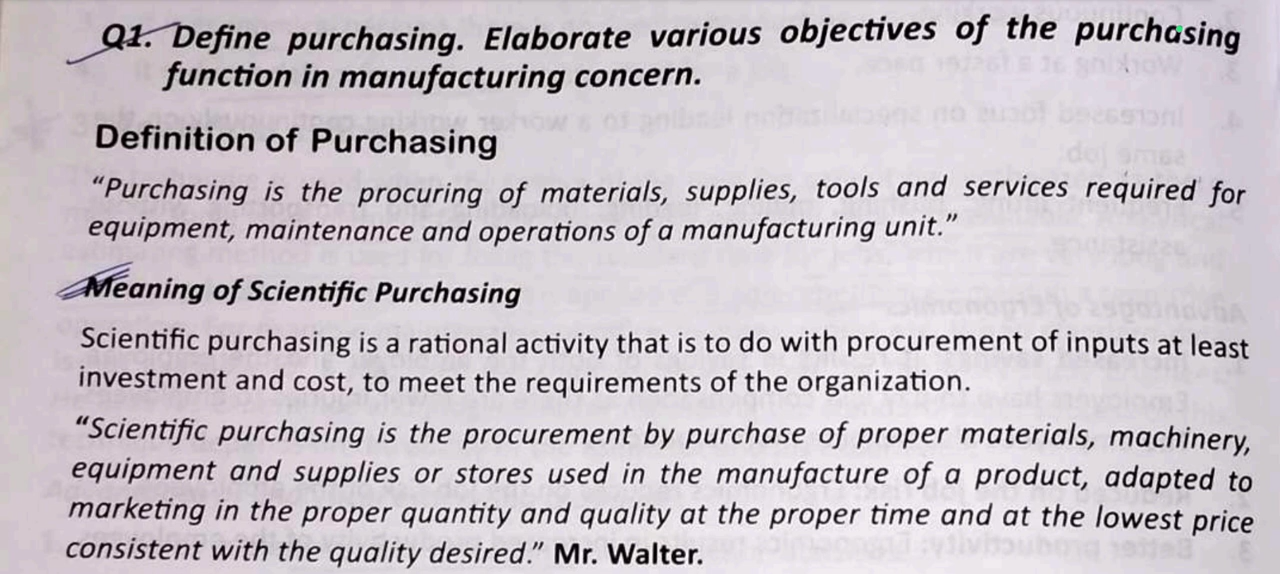 Q1. Define purchasing. Elaborate various objectives of the purchasing
function in manufacturing concern.
Definition of Purchasing
“Purchasing is the procuring of materials, supplies, tools and services required for
equipment, maintenance and operations of a manufacturing unit.”
Meaning of Scientific Purchasing
Scientific purchasing is a rational activity that is to do with procurement of inputs at least
investment and cost, to meet the requirements of the organization.
“Scientific purchasing is the procurement by purchase of proper materials, machinery,
equipment and supplies or stores used in the manufacture of a product, adapted to
marketing in the proper quantity and quality at the proper time and at the lowest price
consistent with the quality desired.” Mr. Walter.